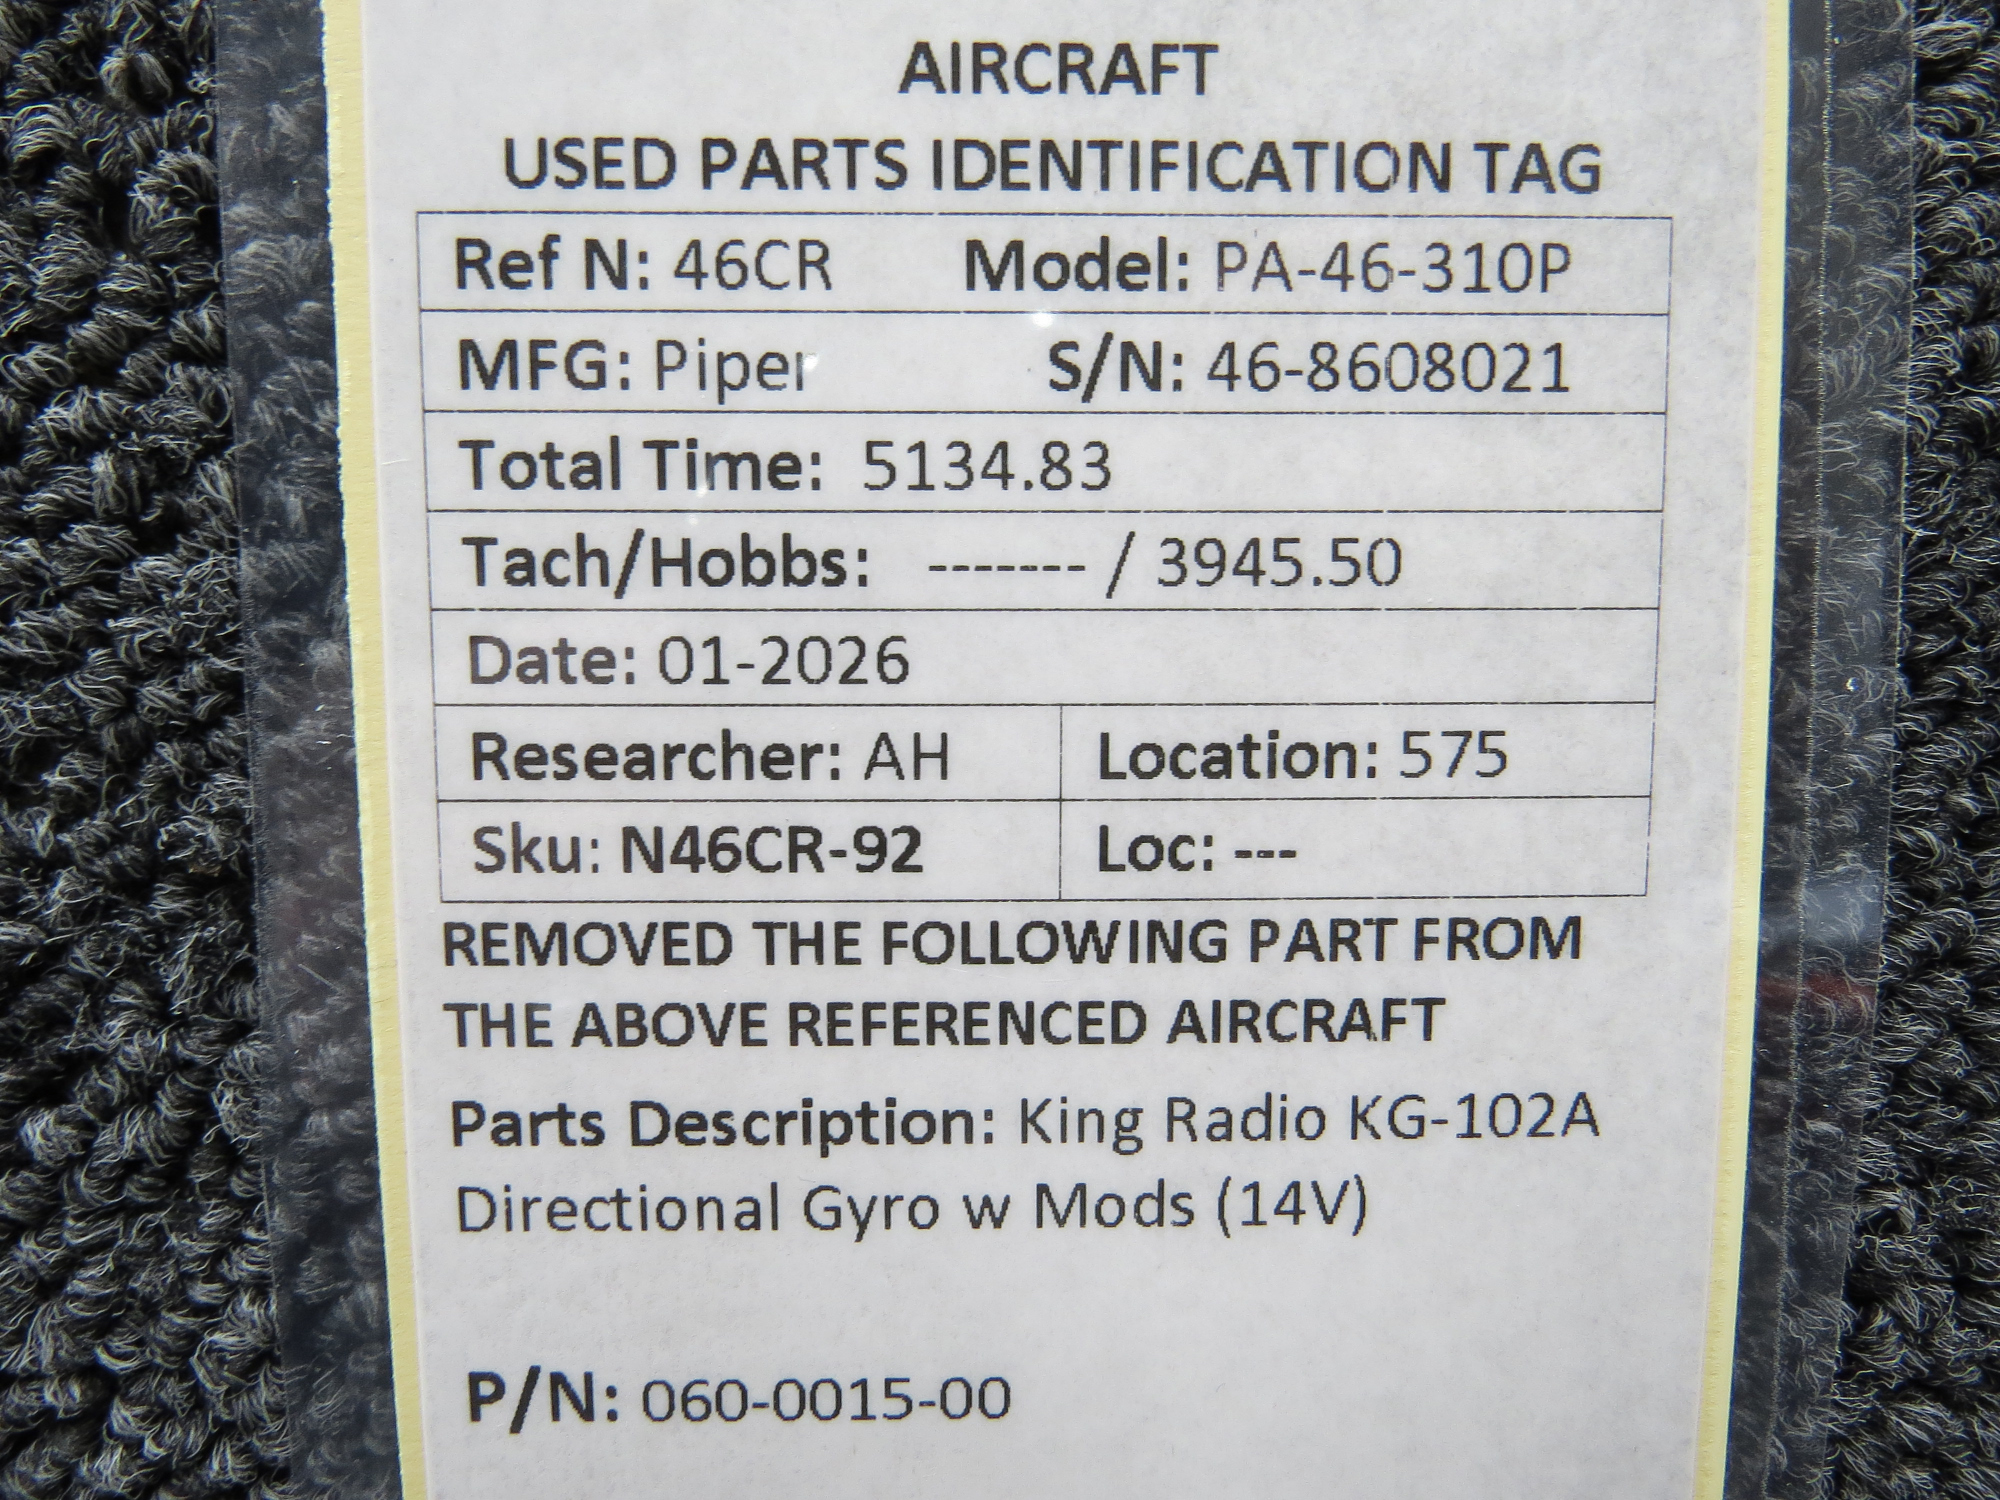 AIRCRAFT
USED PARTS IDENTIFICATION TAG
Ref N: 46CR Model: PA-46-310P
MFG: Piper S/N: 46-8608021
Total Time: 5134.83
Tach/Hobbs: ------- / 3945.50
Date: 01-2026
Researcher: AH Location: 575
Sku: N46CR-92 Loc: ---
REMOVED THE FOLLOWING PART FROM
THE ABOVE REFERENCED AIRCRAFT
Parts Description: King Radio KG-102A
Directional Gyro w Mods (14V)
P/N: 060-0015-00